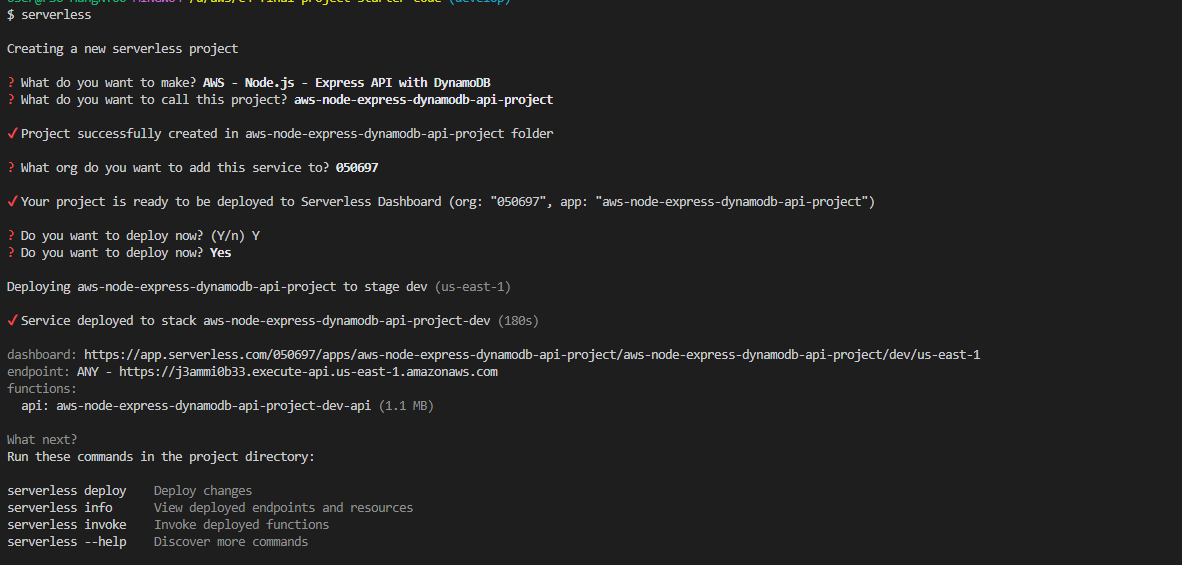 $ serverless
Creating a new serverless project
? What do you want to make? AWS - Node.js - Express API with DynamoDB
? What do you want to call this project? aws-node-express-dynamodb-api-project
✔ Project successfully created in aws-node-express-dynamodb-api-project folder
? What org do you want to add this service to? 050697
✔ Your project is ready to be deployed to Serverless Dashboard (org: "050697", app: "aws-node-express-dynamodb-api-project")
? Do you want to deploy now? (Y/n) Y
? Do you want to deploy now? Yes
Deploying aws-node-express-dynamodb-api-project to stage dev (us-east-1)
✔ Service deployed to stack aws-node-express-dynamodb-api-project-dev (180s)
dashboard: https://app.serverless.com/050697/apps/aws-node-express-dynamodb-api-project/aws-node-express-dynamodb-api-project/dev/us-east-1
endpoint: ANY - https://j3ammi0b33.execute-api.us-east-1.amazonaws.com
functions:
api: aws-node-express-dynamodb-api-project-dev-api (1.1 MB)
What next?
Run these commands in the project directory:
serverless deploy    Deploy changes
serverless info      View deployed endpoints and resources
serverless invoke    Invoke deployed functions
serverless --help    Discover more commands